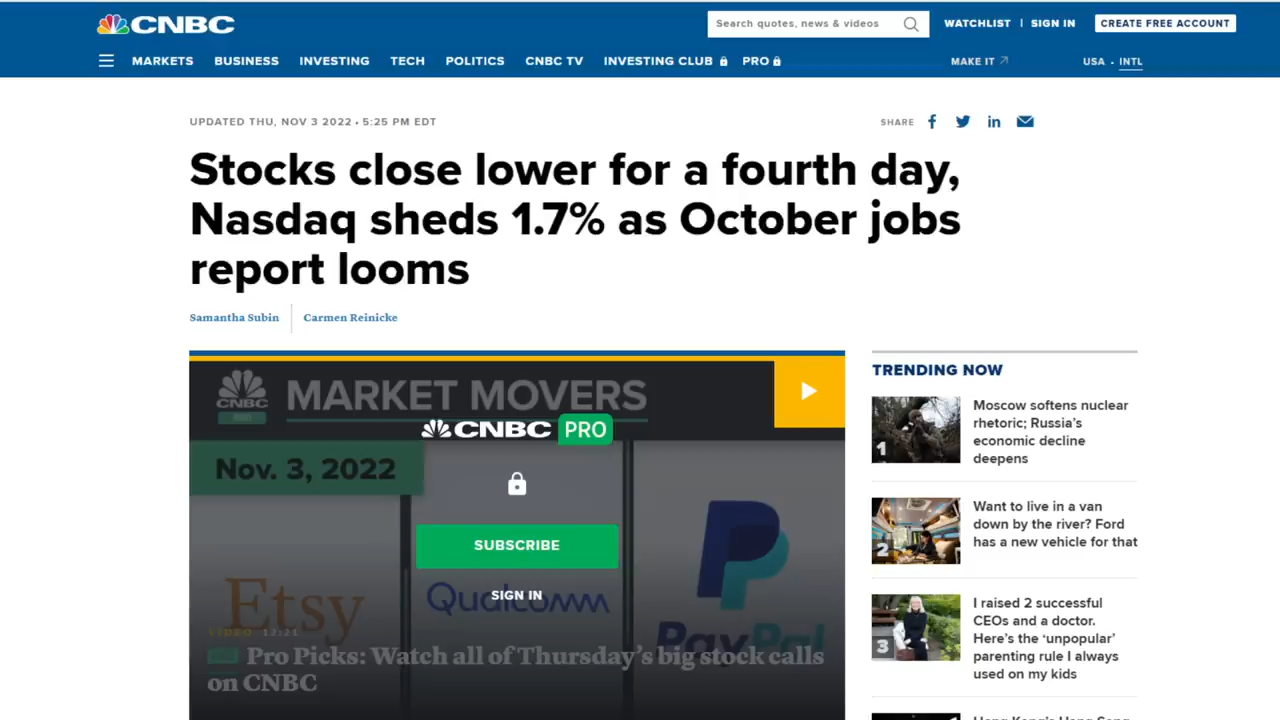 CNBC
Search quotes, news & videos
WATCHLIST | SIGN IN
CREATE FREE ACCOUNT
MARKETS BUSINESS INVESTING TECH POLITICS CNBC TV INVESTING CLUB PRO
MAKE IT
USA • INTL
UPDATED THU, NOV 3 2022 • 5:25 PM EDT
SHARE
Stocks close lower for a fourth day,
Nasdaq sheds 1.7% as October jobs
report looms
Samantha Subin
Carmen Reinicke
CNBC
MARKET MOVERS
CNBC PRO
Nov. 3, 2022
SUBSCRIBE
SIGN IN
Etsy
Qualcomm
PayPal
VIDEO 12:21
Pro Picks: Watch all of Thursday’s big stock calls
on CNBC
TRENDING NOW
1
Moscow softens nuclear
rhetoric; Russia’s
economic decline
deepens
2
Want to live in a van
down by the river? Ford
has a new vehicle for that
3
I raised 2 successful
CEOs and a doctor.
Here’s the ‘unpopular’
parenting rule I always
used on my kids